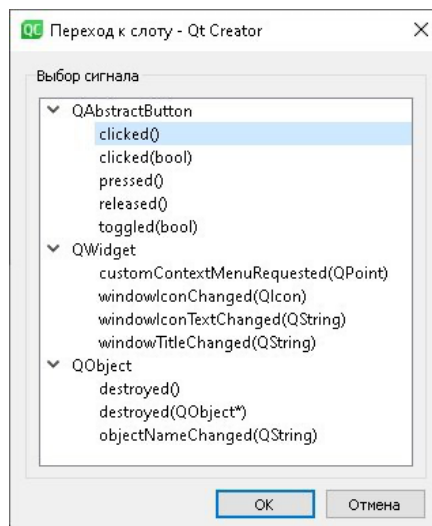 QC Переход к слоту - Qt Creator
Выбор сигнала
QAbstractButton
clicked()
clicked(bool)
pressed()
released()
toggled(bool)
QWidget
customContextMenuRequested(QPoint)
windowIconChanged(QIcon)
windowIconTextChanged(QString)
windowTitleChanged(QString)
QObject
destroyed()
destroyed(QObject*)
objectNameChanged(QString)
OK Отмена